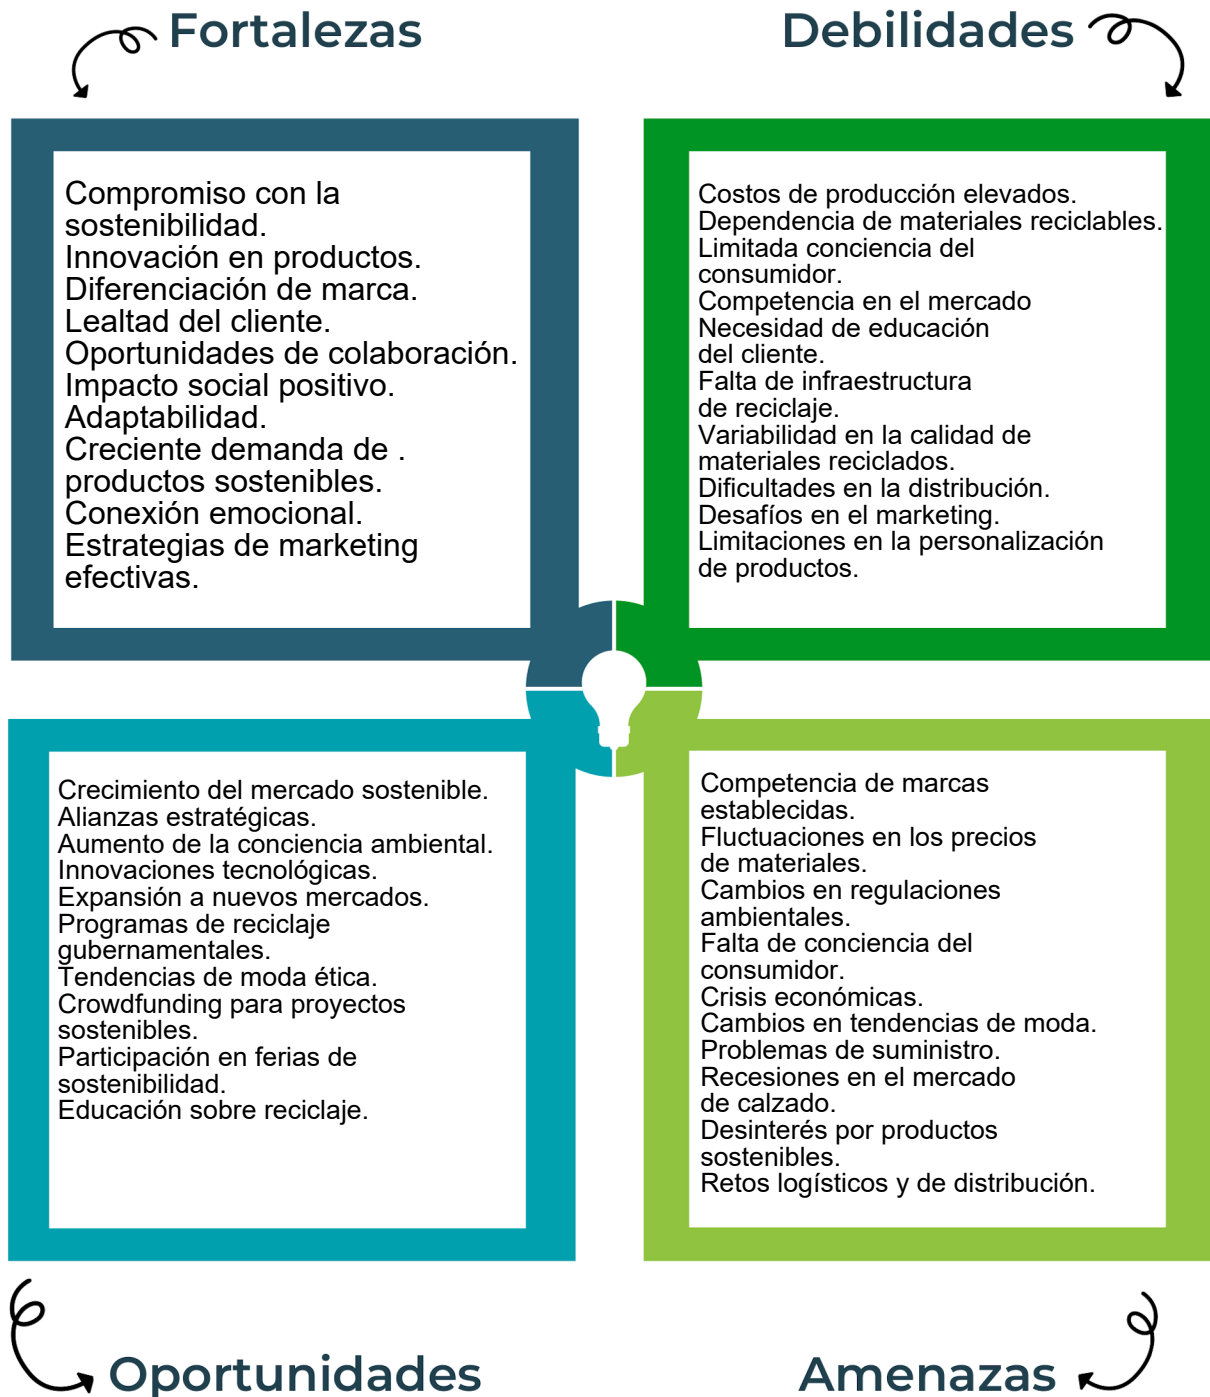 Fortalezas
Compromiso con la
sostenibilidad.
Innovación en productos.
Diferenciación de marca.
Lealtad del cliente.
Oportunidades de colaboración.
Impacto social positivo.
Adaptabilidad.
Creciente demanda de .
productos sostenibles.
Conexión emocional.
Estrategias de marketing
efectivas.
Debilidades
Costos de producción elevados.
Dependencia de materiales reciclables.
Limitada conciencia del
consumidor.
Competencia en el mercado
Necesidad de educación
del cliente.
Falta de infraestructura
de reciclaje.
Variabilidad en la calidad de
materiales reciclados.
Dificultades en la distribución.
Desafíos en el marketing.
Limitaciones en la personalización
de productos.
Crecimiento del mercado sostenible.
Alianzas estratégicas.
Aumento de la conciencia ambiental.
Innovaciones tecnológicas.
Expansión a nuevos mercados.
Programas de reciclaje
gubernamentales.
Tendencias de moda ética.
Crowdfunding para proyectos
sostenibles.
Participación en ferias de
sostenibilidad.
Educación sobre reciclaje.
Oportunidades
Competencia de marcas
establecidas.
Fluctuaciones en los precios
de materiales.
Cambios en regulaciones
ambientales.
Falta de conciencia del
consumidor.
Crisis económicas.
Cambios en tendencias de moda.
Problemas de suministro.
Recesiones en el mercado
de calzado.
Desinterés por productos
sostenibles.
Retos logísticos y de distribución.
Amenazas